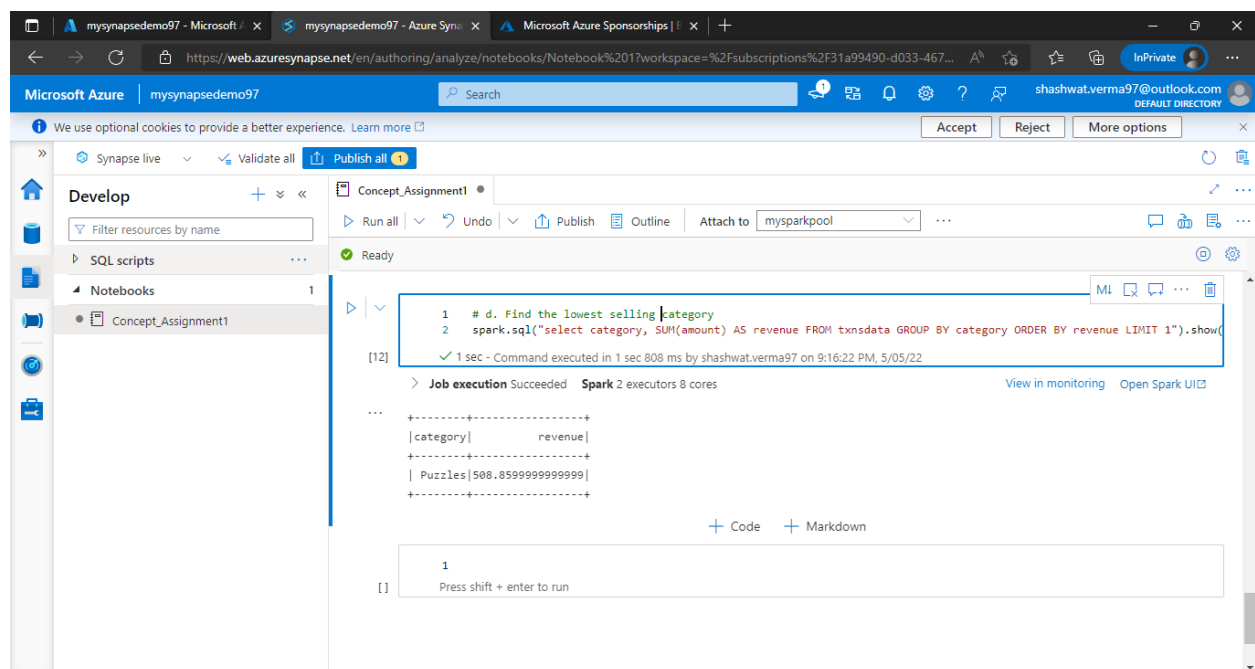 mysynapsedemo97 - Microsoft A
mysynapsedemo97 - Azure Syna
Microsoft Azure Sponsorships | B
https://web.azuresynapse.net/en/authoring/analyze/notebooks/Notebook%201?workspace=%2Fsubscriptions%2F31a99490-d033-467...
InPrivate
Microsoft Azure
mysynapsedemo97
Search
1
shashwat.verma97@outlook.com
DEFAULT DIRECTORY
We use optional cookies to provide a better experience. Learn more
Accept
Reject
More options
Synapse live
Validate all
Publish all 1
Develop
Filter resources by name
SQL scripts
Notebooks 1
Concept_Assignment1
Concept_Assignment1
Run all
Undo
Publish
Outline
Attach to mysparkpool
Ready
M↓
1 # d. Find the lowest selling category
2 spark.sql("select category, SUM(amount) AS revenue FROM txnsdata GROUP BY category ORDER BY revenue LIMIT 1").show(
[12]
1 sec - Command executed in 1 sec 808 ms by shashwat.verma97 on 9:16:22 PM, 5/05/22
Job execution Succeeded Spark 2 executors 8 cores
View in monitoring Open Spark UI
+--------+-----------------+
|category|          revenue|
+--------+-----------------+
| Puzzles|508.8599999999999|
+--------+-----------------+
+ Code + Markdown
1
[ ]
Press shift + enter to run